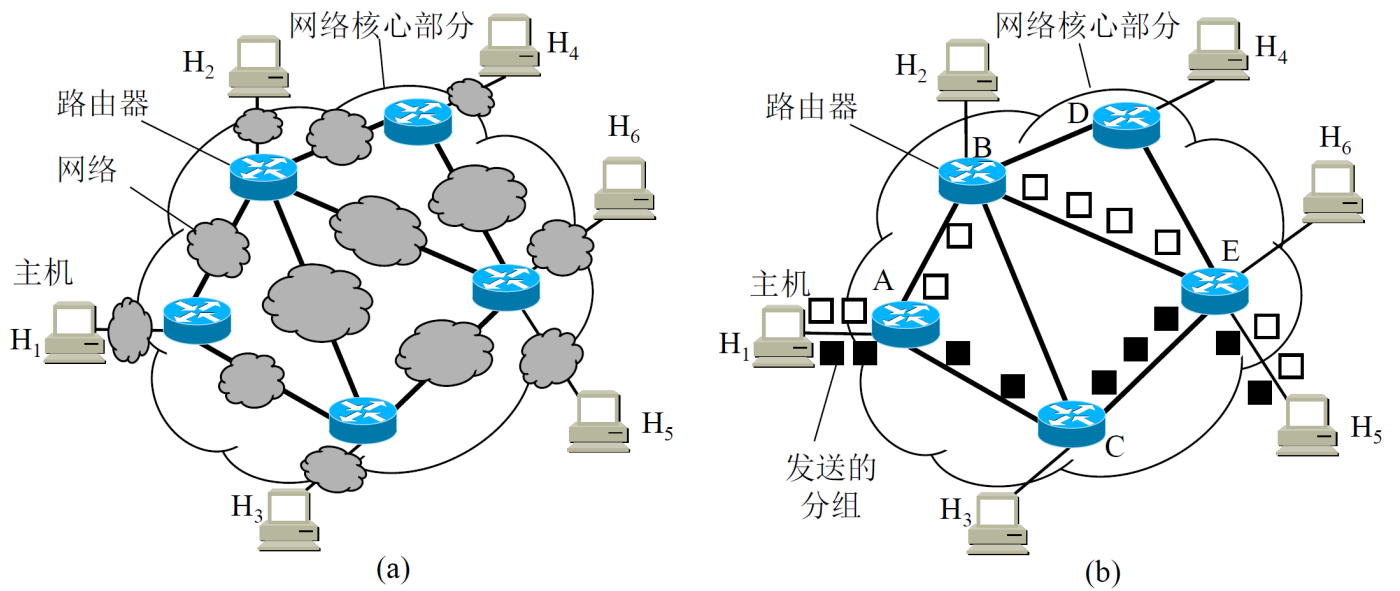 网络核心部分
H4
H2
路由器
H6
网络
主机
H1
H5
H3
(a)
网络核心部分
H4
H2
D
路由器
B
H6
E
A
主机
H1
C
H5
发送的
分组
H3
(b)